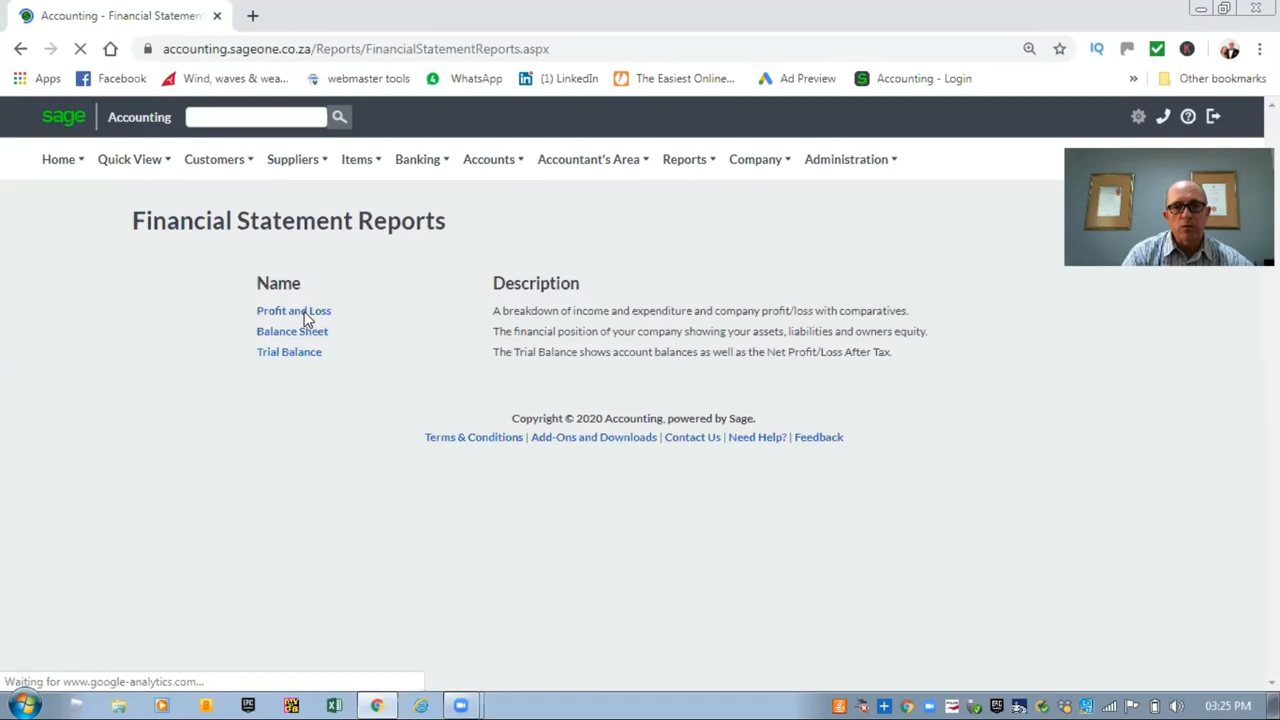 Accounting - Financial Statement
accounting.sageone.co.za/Reports/FinancialStatementReports.aspx
Apps Facebook Wind, waves & wea... webmaster tools WhatsApp (1) LinkedIn The Easiest Online... Ad Preview Accounting - Login » Other bookmarks
sage Accounting
Home Quick View Customers Suppliers Items Banking Accounts Accountant's Area Reports Company Administration
Financial Statement Reports
Name Description
Profit and Loss A breakdown of income and expenditure and company profit/loss with comparatives.
Balance Sheet The financial position of your company showing your assets, liabilities and owners equity.
Trial Balance The Trial Balance shows account balances as well as the Net Profit/Loss After Tax.
Copyright © 2020 Accounting, powered by Sage.
Terms & Conditions | Add-Ons and Downloads | Contact Us | Need Help? | Feedback
Waiting for www.google-analytics.com...
03:25 PM